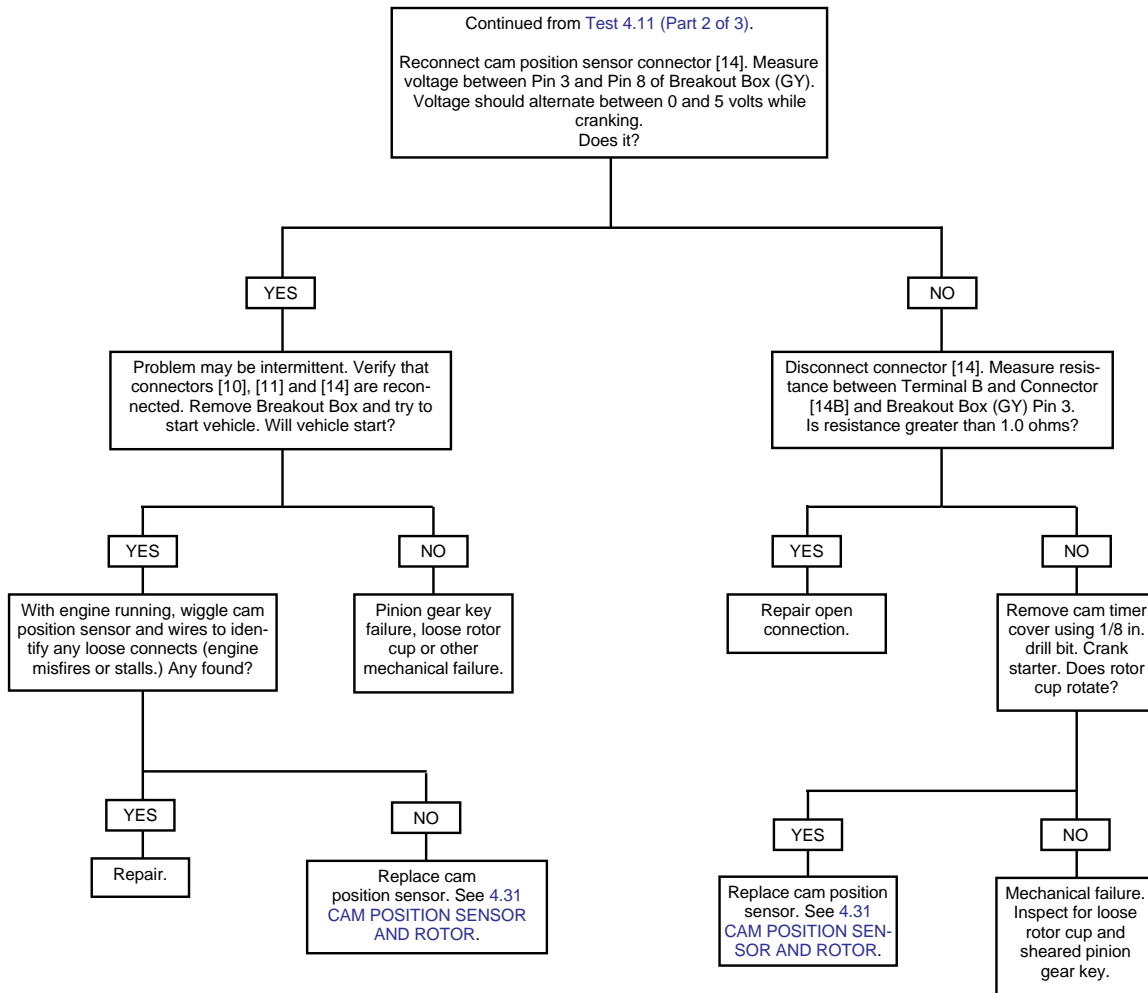 Continued from Test 4.11 (Part 2 of 3).
Reconnect cam position sensor connector [14]. Measure
voltage between Pin 3 and Pin 8 of Breakout Box (GY).
Voltage should alternate between 0 and 5 volts while
cranking.
Does it?
YES
NO
Problem may be intermittent. Verify that
connectors [10], [11] and [14] are recon-
nected. Remove Breakout Box and try to
start vehicle. Will vehicle start?
Disconnect connector [14]. Measure resis-
tance between Terminal B and Connector
[14B] and Breakout Box (GY) Pin 3.
Is resistance greater than 1.0 ohms?
YES
NO
YES
NO
With engine running, wiggle cam
position sensor and wires to iden-
tify any loose connects (engine
misfires or stalls.) Any found?
Pinion gear key
failure, loose rotor
cup or other
mechanical failure.
Repair open
connection.
Remove cam timer
cover using 1/8 in.
drill bit. Crank
starter. Does rotor
cup rotate?
YES
NO
YES
NO
Repair.
Replace cam
position sensor. See 4.31
CAM POSITION SENSOR
AND ROTOR.
Replace cam position
sensor. See 4.31
CAM POSITION SEN-
SOR AND ROTOR.
Mechanical failure.
Inspect for loose
rotor cup and
sheared pinion
gear key.